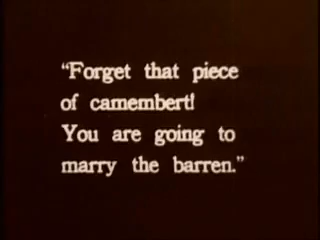 “Forget that piece
of camembert!
You are going to
marry the barren.”